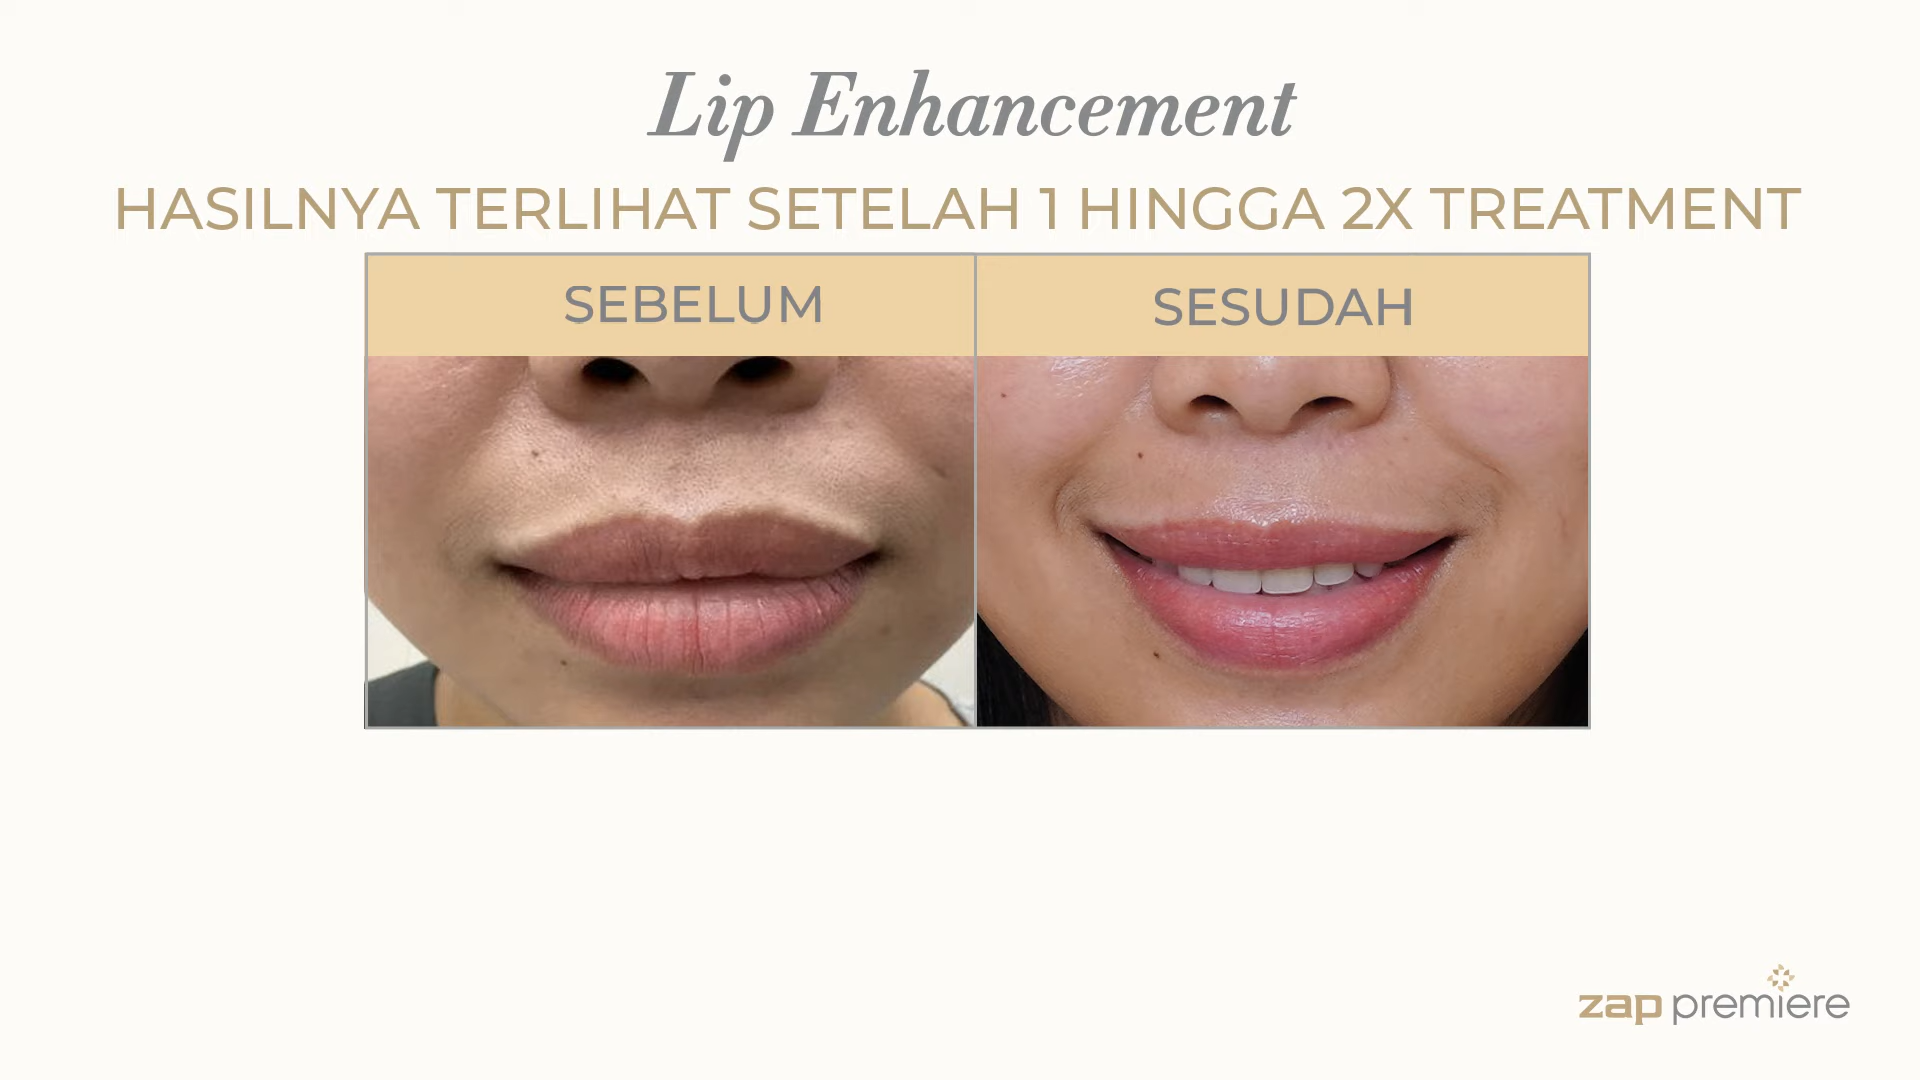 Lip Enhancement
HASILNYA TERLIHAT SETELAH 1 HINGGA 2X TREATMENT
SEBELUM
SESUDAH
zap premiere